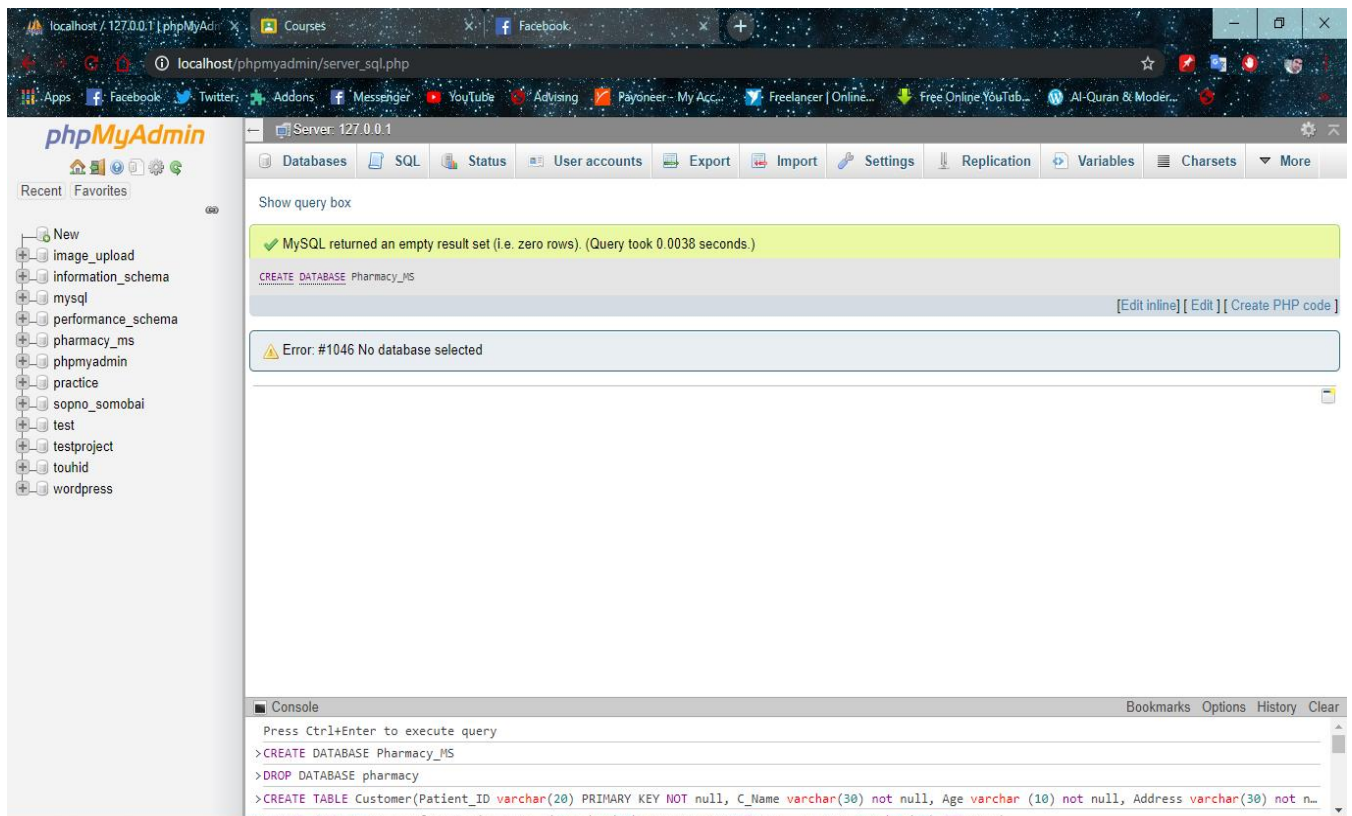 localhost / 127.0.0.1 | phpMyAdr
Courses
Facebook
localhost/phpmyadmin/server_sql.php
Apps Facebook Twitter Addons Messenger YouTube Advising Payoneer - My Acc... Freelancer | Online... Free Online YouTub... Al-Quran & Moder...
phpMyAdmin
Recent Favorites
New
image_upload
information_schema
mysql
performance_schema
pharmacy_ms
phpmyadmin
practice
sopno_somobai
test
testproject
touhid
wordpress
Server: 127.0.0.1
Databases SQL Status User accounts Export Import Settings Replication Variables Charsets More
Show query box
MySQL returned an empty result set (i.e. zero rows). (Query took 0.0038 seconds.)
CREATE DATABASE Pharmacy_MS
[Edit inline] [ Edit ] [ Create PHP code ]
Error: #1046 No database selected
Console
Bookmarks Options History Clear
Press Ctrl+Enter to execute query
>CREATE DATABASE Pharmacy_MS
>DROP DATABASE pharmacy
>CREATE TABLE Customer(Patient_ID varchar(20) PRIMARY KEY NOT null, C_Name varchar(30) not null, Age varchar (10) not null, Address varchar(30) not n…